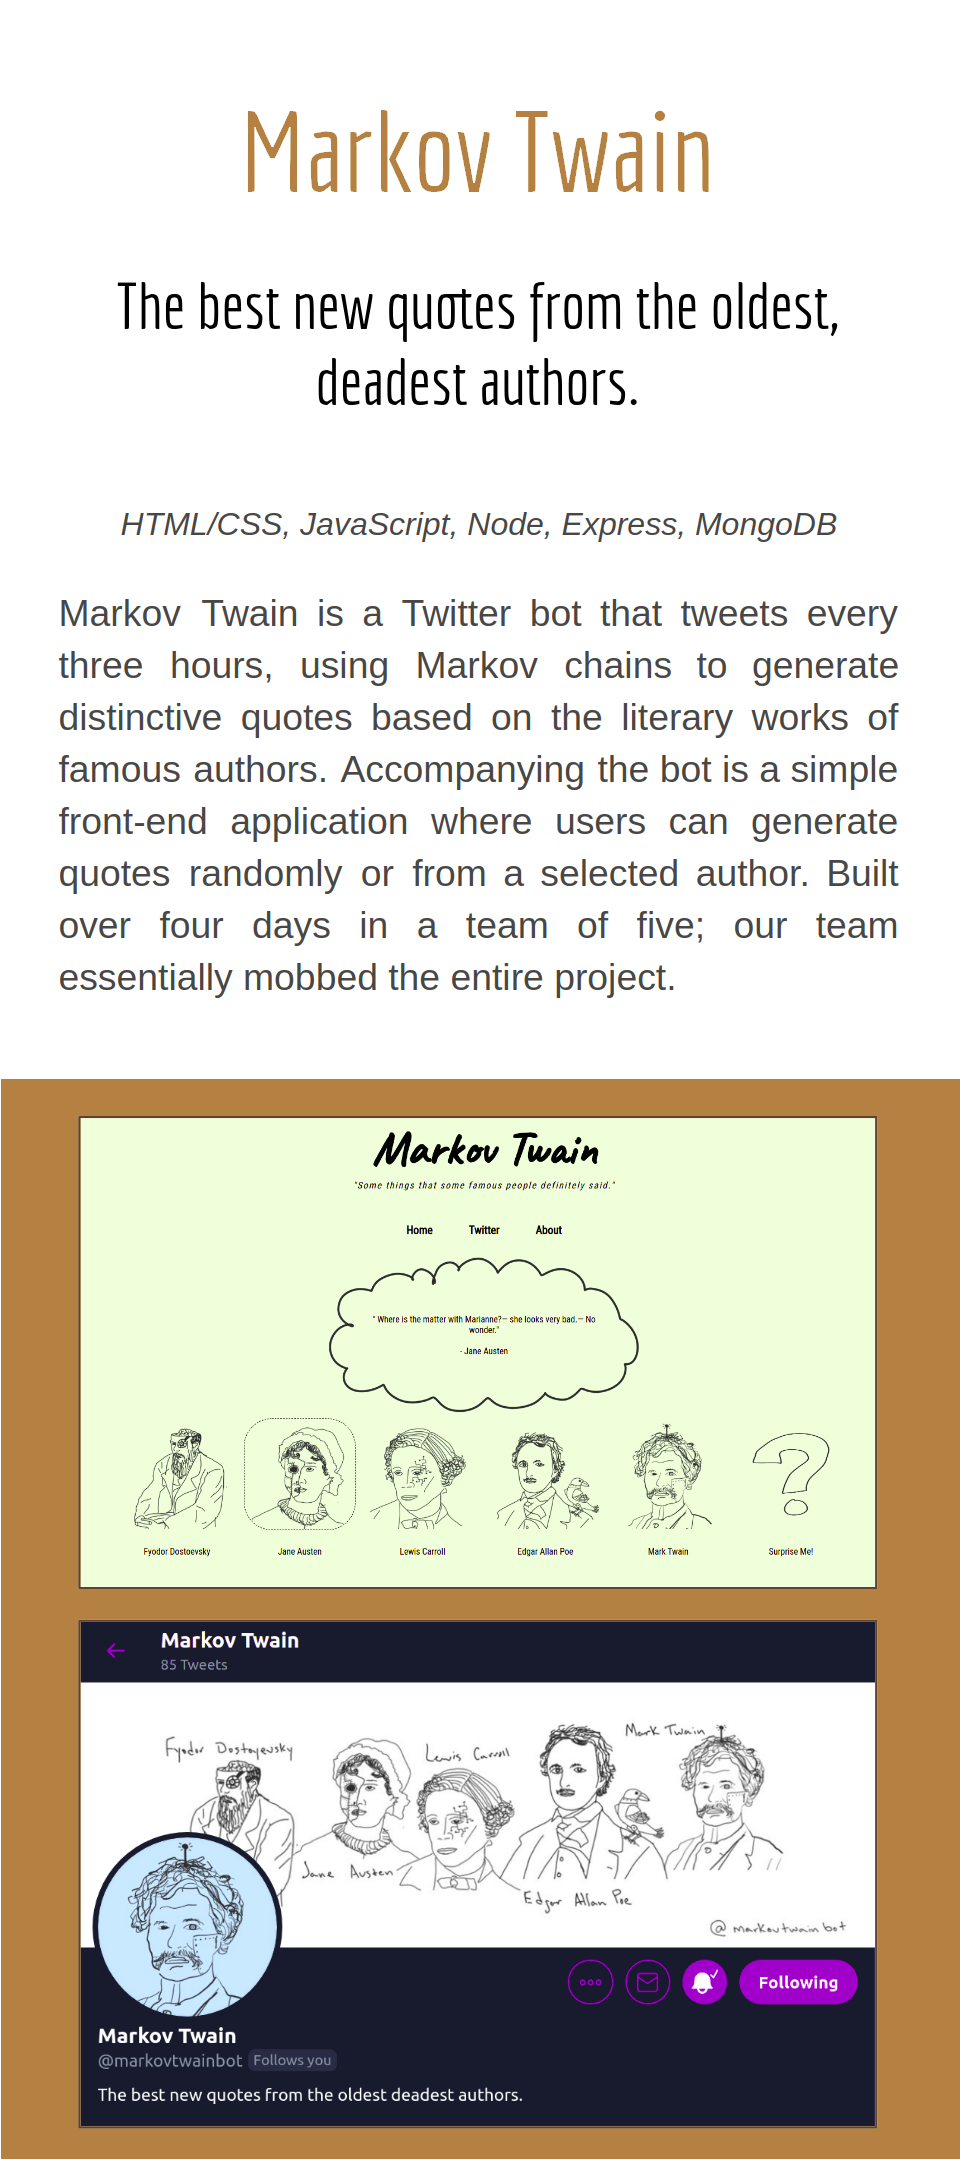 Markov Twain
The best new quotes from the oldest,
deadest authors.
HTML/CSS, JavaScript, Node, Express, MongoDB
Markov Twain is a Twitter bot that tweets every
three hours, using Markov chains to generate
distinctive quotes based on the literary works of
famous authors. Accompanying the bot is a simple
front-end application where users can generate
quotes randomly or from a selected author. Built
over four days in a team of five; our team
essentially mobbed the entire project.
Markov Twain
"Some things that some famous people definitely said."
Home Twitter About
" Where is the matter with Marianne?— she looks very bad.— No
wonder."
- Jane Austen
Fyodor Dostoevsky Jane Austen Lewis Carroll Edgar Allan Poe Mark Twain Surprise Me!
Markov Twain
85 Tweets
Mark Twain
Fyodor Dostoyevsky
Lewis Carroll
Jane Austen
Edgar Allan Poe
@markovtwainbot
Following
Markov Twain
@markovtwainbot Follows you
The best new quotes from the oldest deadest authors.